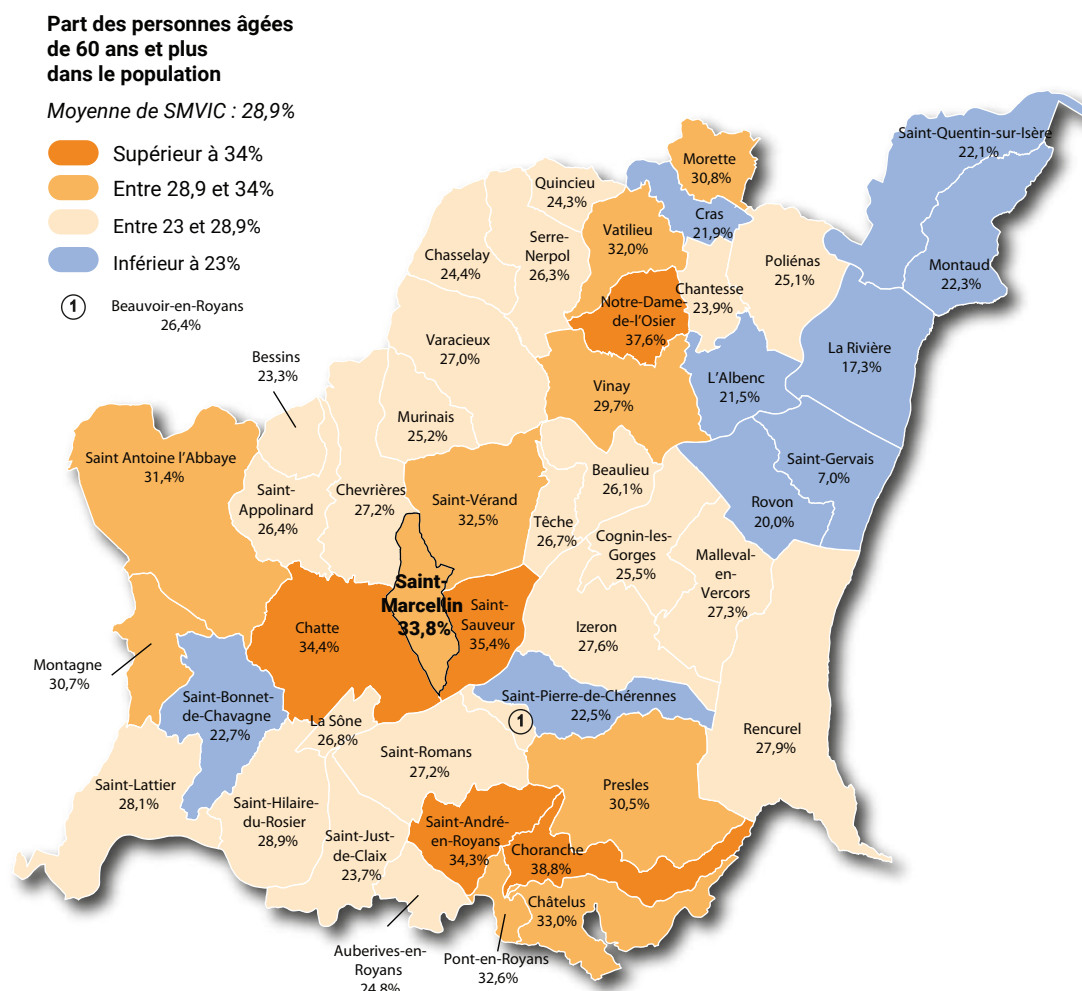 Part des personnes âgées
de 60 ans et plus
dans le population
Moyenne de SMVIC : 28,9%
Supérieur à 34%
Entre 28,9 et 34%
Entre 23 et 28,9%
Inférieur à 23%
1
Beauvoir-en-Royans
26,4%
Saint-Quentin-sur-Isère
22,1%
Morette
30,8%
Quincieu
24,3%
Cras
21,9%
Vatilieu
32,0%
Serre-
Nerpol
26,3%
Chasselay
24,4%
Poliénas
25,1%
Montaud
22,3%
Chantesse
23,9%
Notre-Dame-
de-l'Osier
37,6%
Varacieux
27,0%
La Rivière
17,3%
Bessins
23,3%
L'Albenc
21,5%
Vinay
29,7%
Murinais
25,2%
Saint Antoine l'Abbaye
31,4%
Saint-Gervais
7,0%
Beaulieu
26,1%
Saint-
Appolinard
26,4%
Chevrières
27,2%
Saint-Vérand
32,5%
Rovon
20,0%
Têche
26,7%
Cognin-les-
Gorges
25,5%
Malleval-
en-
Vercors
27,3%
Saint-
Marcellin
33,8%
Saint-
Sauveur
35,4%
Chatte
34,4%
Izeron
27,6%
Montagne
30,7%
Saint-Bonnet-
de-Chavagne
22,7%
Saint-Pierre-de-Chérennes
22,5%
1
La Sône
26,8%
Rencurel
27,9%
Saint-Romans
27,2%
Saint-Lattier
28,1%
Presles
30,5%
Saint-Hilaire-
du-Rosier
28,9%
Saint-André-
en-Royans
34,3%
Saint-Just-
de-Claix
23,7%
Choranche
38,8%
Châtelus
33,0%
Auberives-en-
Royans
24,8%
Pont-en-Royans
32,6%